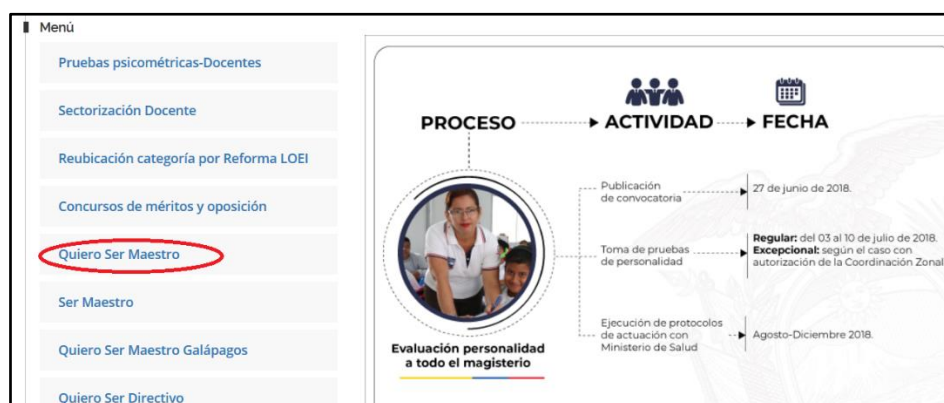 Menú
Pruebas psicométricas-Docentes
Sectorización Docente
Reubicación categoría por Reforma LOEI
Concursos de méritos y oposición
Quiero Ser Maestro
Ser Maestro
Quiero Ser Maestro Galápagos
Quiero Ser Directivo
PROCESO
ACTIVIDAD
FECHA
Publicación
de convocatoria
27 de junio de 2018.
Toma de pruebas
de personalidad
Regular: del 03 al 10 de julio de 2018.
Excepcional: según el caso con
autorización de la Coordinación Zonal
Ejecución de protocolos
de actuación con
Ministerio de Salud
Agosto-Diciembre 2018.
Evaluación personalidad
a todo el magisterio